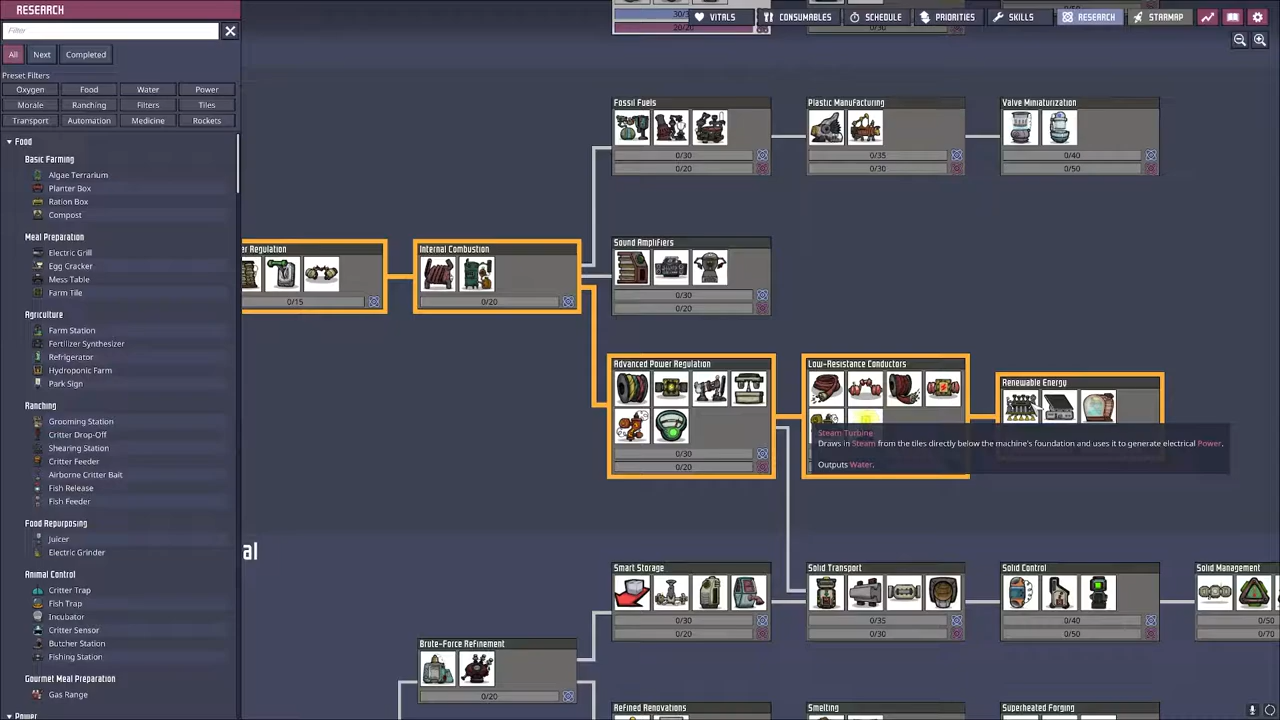 RESEARCH
Filter
All
Next
Completed
Preset Filters
Oxygen
Food
Water
Power
Morale
Ranching
Filters
Tiles
Transport
Automation
Medicine
Rockets
Food
Basic Farming
Algae Terrarium
Planter Box
Ration Box
Compost
Meal Preparation
Electric Grill
Egg Cracker
Mess Table
Farm Tile
Agriculture
Farm Station
Fertilizer Synthesizer
Refrigerator
Hydroponic Farm
Park Sign
Ranching
Grooming Station
Critter Drop-Off
Shearing Station
Critter Feeder
Airborne Critter Bait
Fish Release
Fish Feeder
Food Repurposing
Juicer
Electric Grinder
Animal Control
Critter Trap
Fish Trap
Incubator
Critter Sensor
Butcher Station
Fishing Station
Gourmet Meal Preparation
Gas Range
Power
VITALS
CONSUMABLES
SCHEDULE
PRIORITIES
SKILLS
RESEARCH
STARMAP
20/20
0/30
Fossil Fuels
0/30
0/20
Plastic Manufacturing
0/35
0/30
Valve Miniaturization
0/40
0/50
er Regulation
0/15
Internal Combustion
0/20
Sound Amplifiers
0/30
0/20
Advanced Power Regulation
0/30
0/20
Low-Resistance Conductors
Renewable Energy
Steam Turbine
Draws in Steam from the tiles directly below the machine's foundation and uses it to generate electrical Power.
Outputs Water.
al
Smart Storage
0/30
0/20
Solid Transport
0/35
0/30
Solid Control
0/40
0/50
Solid Management
0/50
0/70
Brute-Force Refinement
0/20
Refined Renovations
Smelting
Superheated Forging